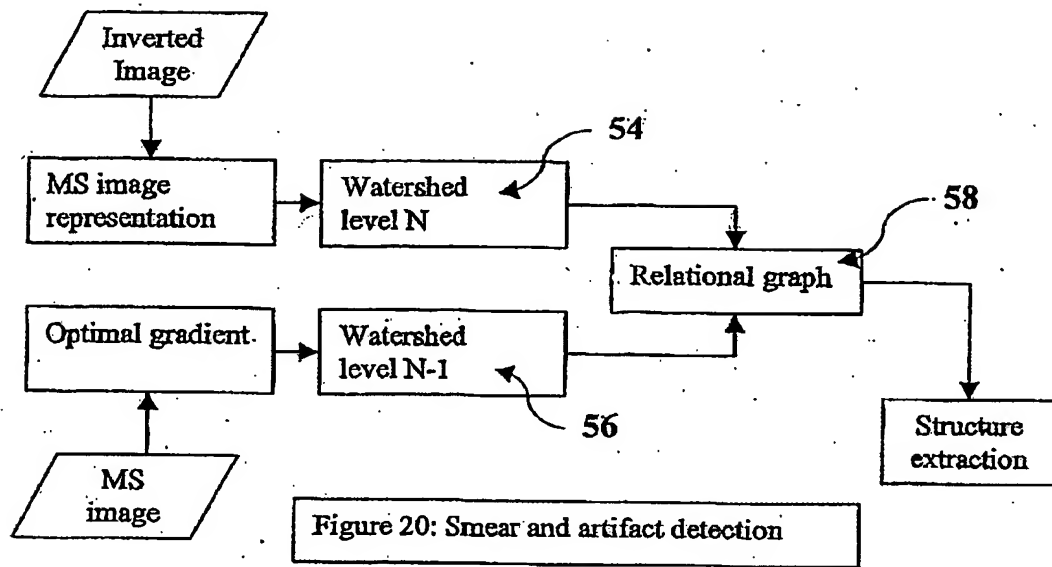 Inverted
Image
54
MS image
representation
Watershed
level N
58
Relational graph
Optimal gradient
Watershed
level N-1
56
Structure
extraction
MS
image
Figure 20: Smear and artifact detection